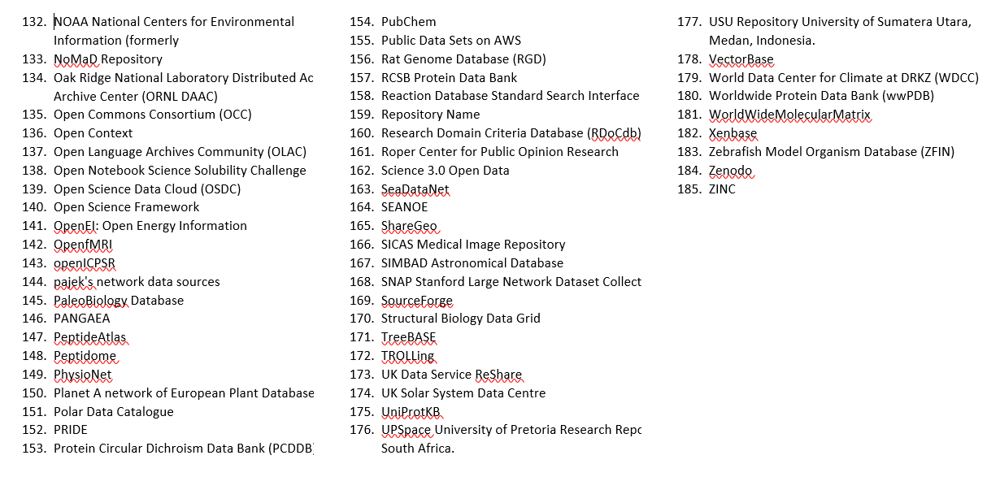 132. NOAA National Centers for Environmental
Information (formerly
133. NoMaD Repository
134. Oak Ridge National Laboratory Distributed Ac
Archive Center (ORNL DAAC)
135. Open Commons Consortium (OCC)
136. Open Context
137. Open Language Archives Community (OLAC)
138. Open Notebook Science Solubility Challenge
139. Open Science Data Cloud (OSDC)
140. Open Science Framework
141. OpenEI: Open Energy Information
142. OpenfMRI
143. openICPSR
144. pajek's network data sources
145. PaleoBiology Database
146. PANGAEA
147. PeptideAtlas
148. Peptidome
149. PhysioNet
150. Planet A network of European Plant Database
151. Polar Data Catalogue
152. PRIDE
153. Protein Circular Dichroism Data Bank (PCDDB)
154. PubChem
155. Public Data Sets on AWS
156. Rat Genome Database (RGD)
157. RCSB Protein Data Bank
158. Reaction Database Standard Search Interface
159. Repository Name
160. Research Domain Criteria Database (RDoCdb)
161. Roper Center for Public Opinion Research
162. Science 3.0 Open Data
163. SeaDataNet
164. SEANOE
165. ShareGeo
166. SICAS Medical Image Repository
167. SIMBAD Astronomical Database
168. SNAP Stanford Large Network Dataset Collect
169. SourceForge
170. Structural Biology Data Grid
171. TreeBASE
172. TROLLing
173. UK Data Service ReShare
174. UK Solar System Data Centre
175. UniProtKB
176. UPSpace University of Pretoria Research Repo
South Africa.
177. USU Repository University of Sumatera Utara,
Medan, Indonesia.
178. VectorBase
179. World Data Center for Climate at DRKZ (WDCC)
180. Worldwide Protein Data Bank (wwPDB)
181. WorldWideMolecularMatrix
182. Xenbase
183. Zebrafish Model Organism Database (ZFIN)
184. Zenodo
185. ZINC